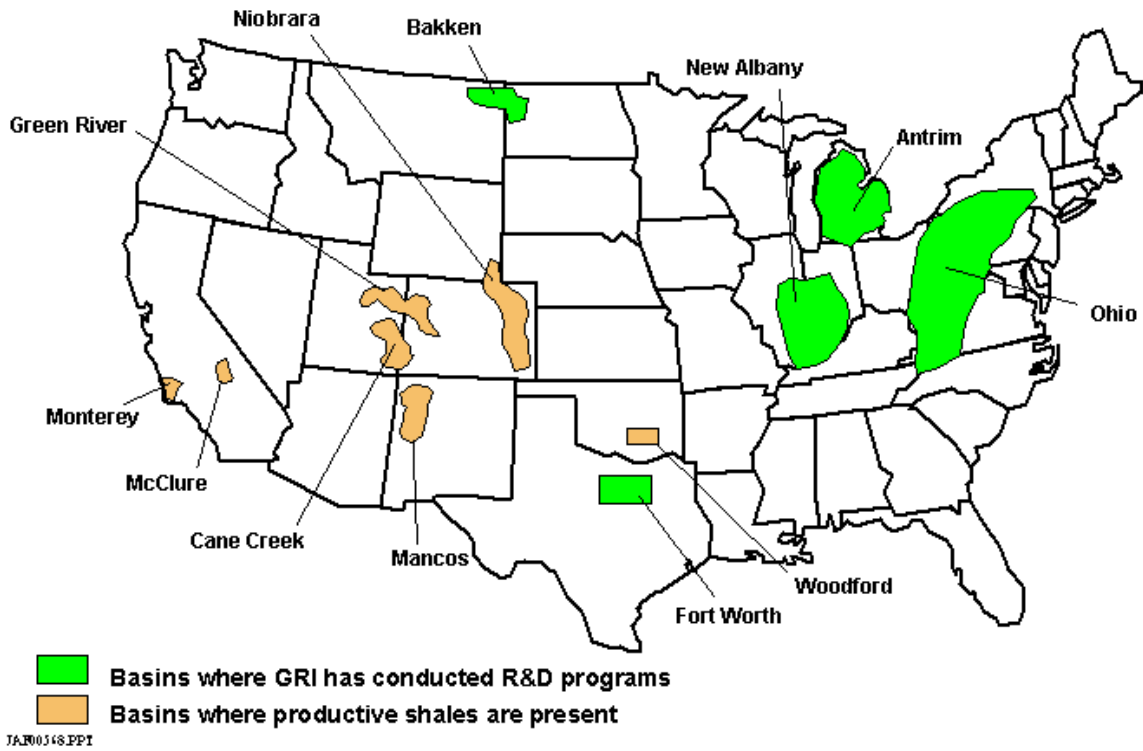 Niobrara
Bakken
New Albany
Green River
Antrim
Ohio
Monterey
McClure
Cane Creek
Mancos
Woodford
Fort Worth
Basins where GRI has conducted R&D programs
Basins where productive shales are present
JAF00568.PPT